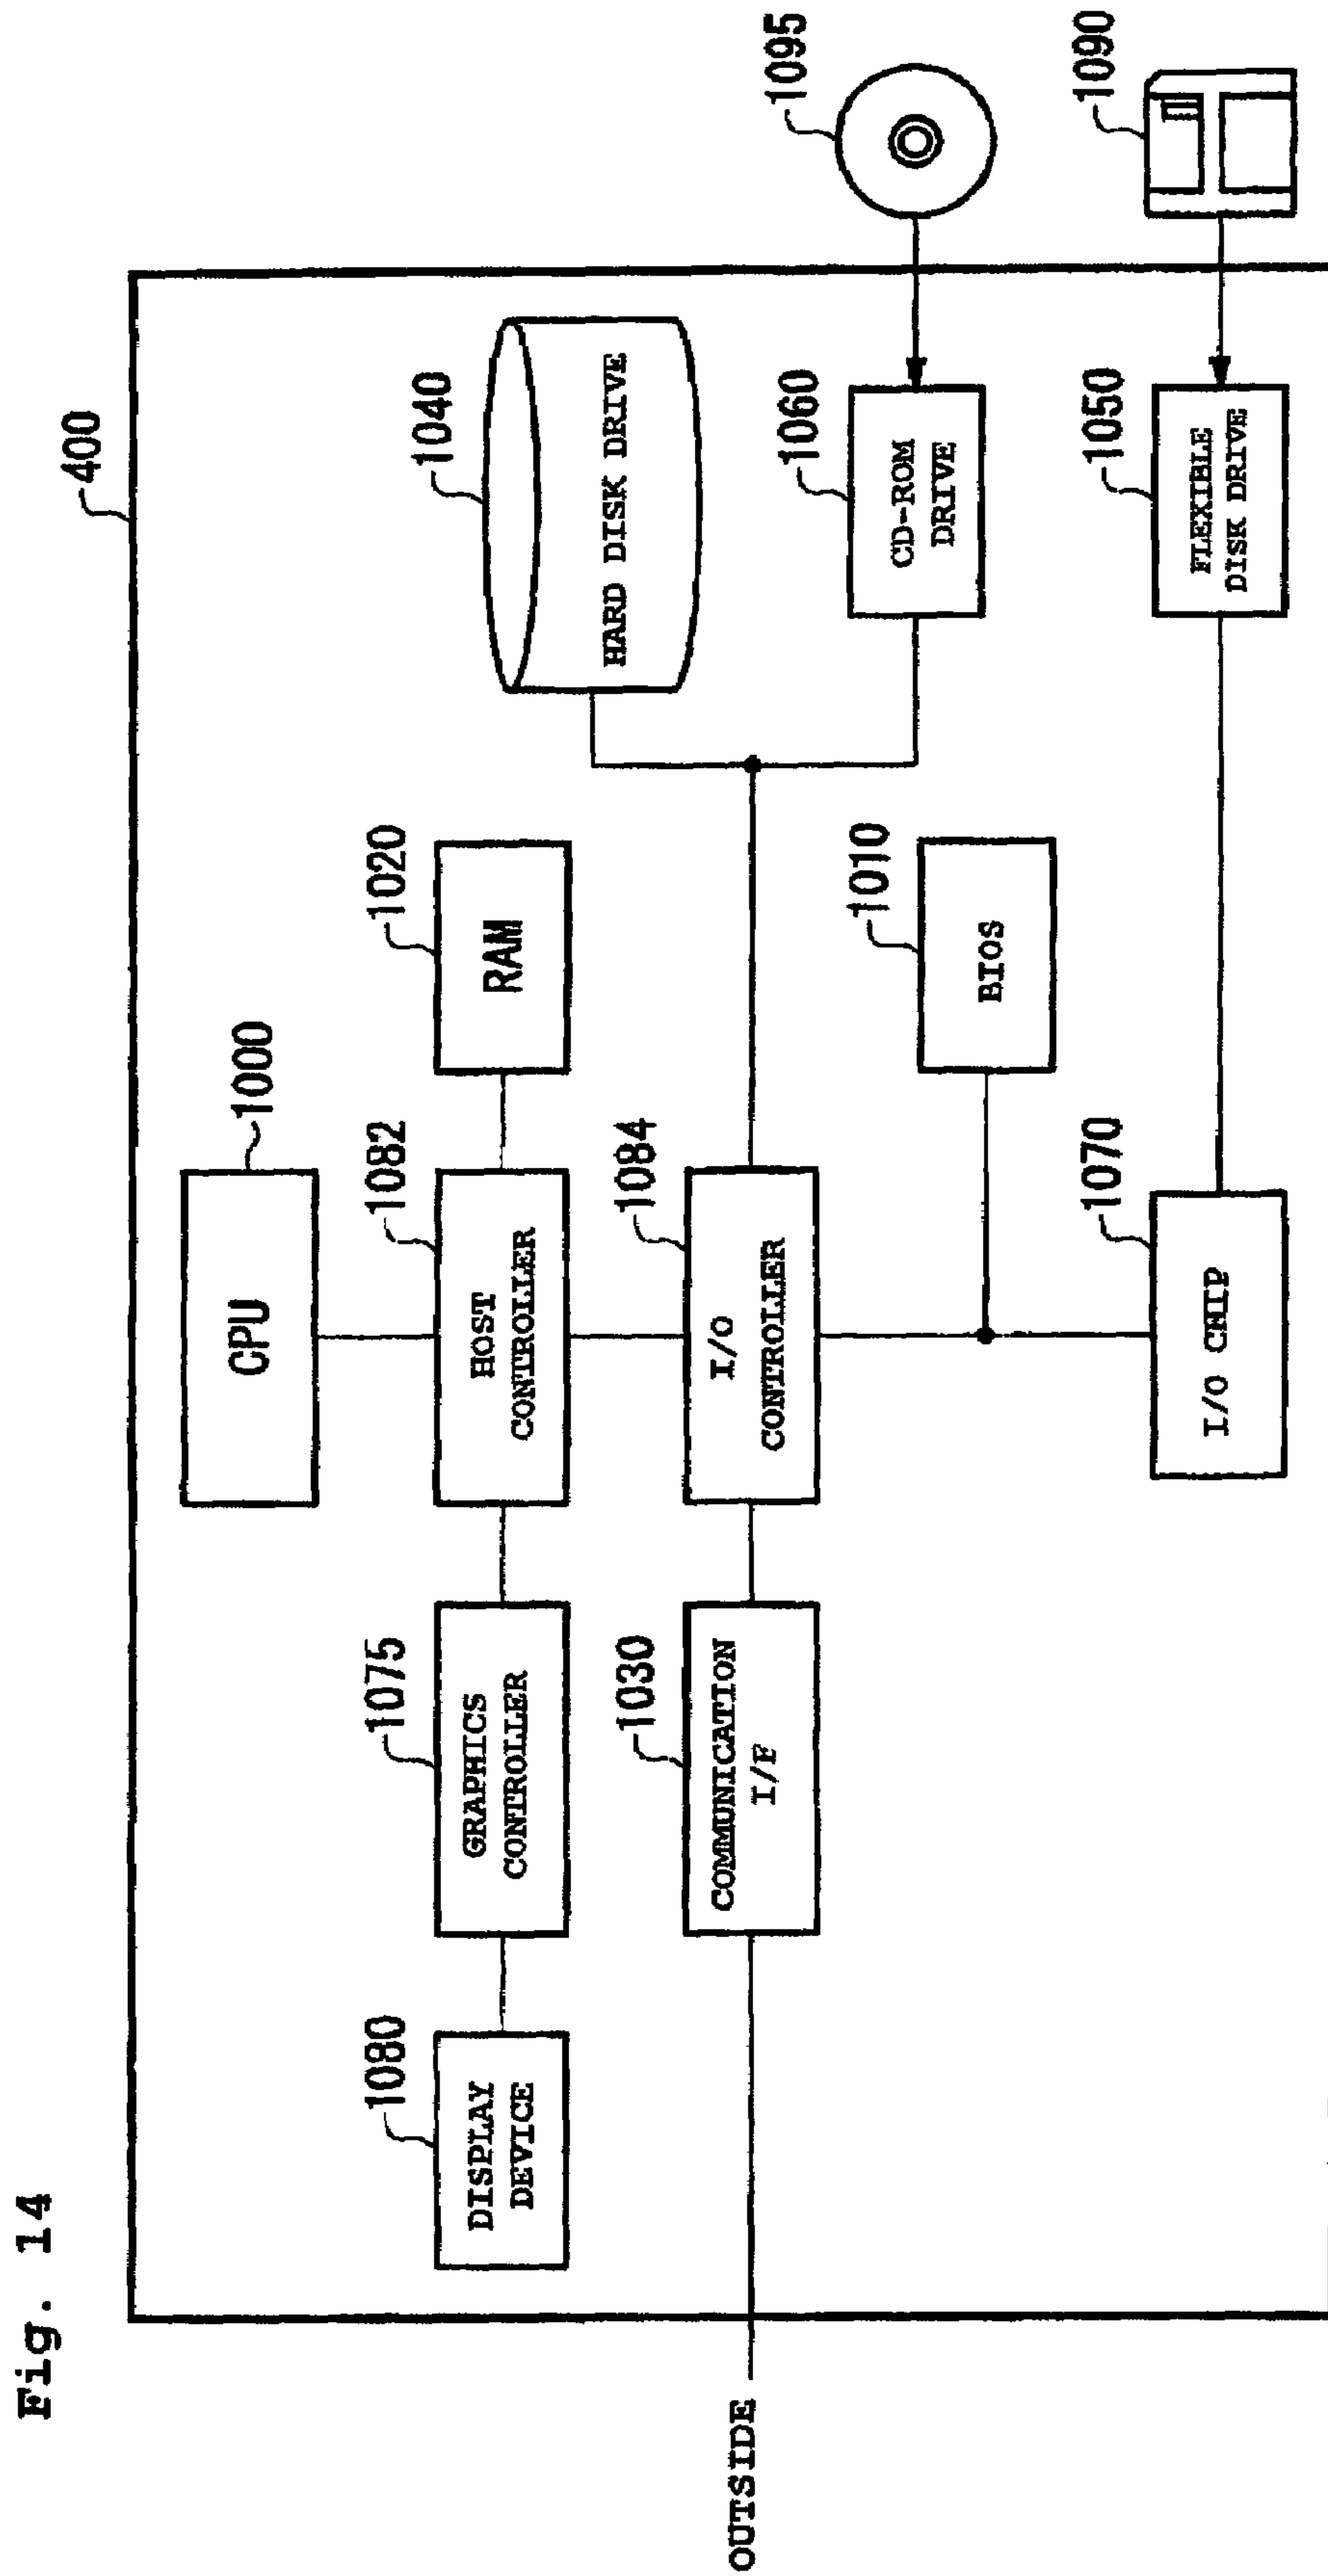 Fig. 14
400
1000
CPU
1080
DISPLAY
DEVICE
1075
GRAPHICS
CONTROLLER
1082
HOST
CONTROLLER
1020
RAM
1040
HARD DISK DRIVE
OUTSIDE
1030
COMMUNICATION
I/F
1084
I/O
CONTROLLER
1060
CD-ROM
DRIVE
1095
1010
BIOS
1070
I/O CHIP
1050
FLEXIBLE
DISK DRIVE
1090